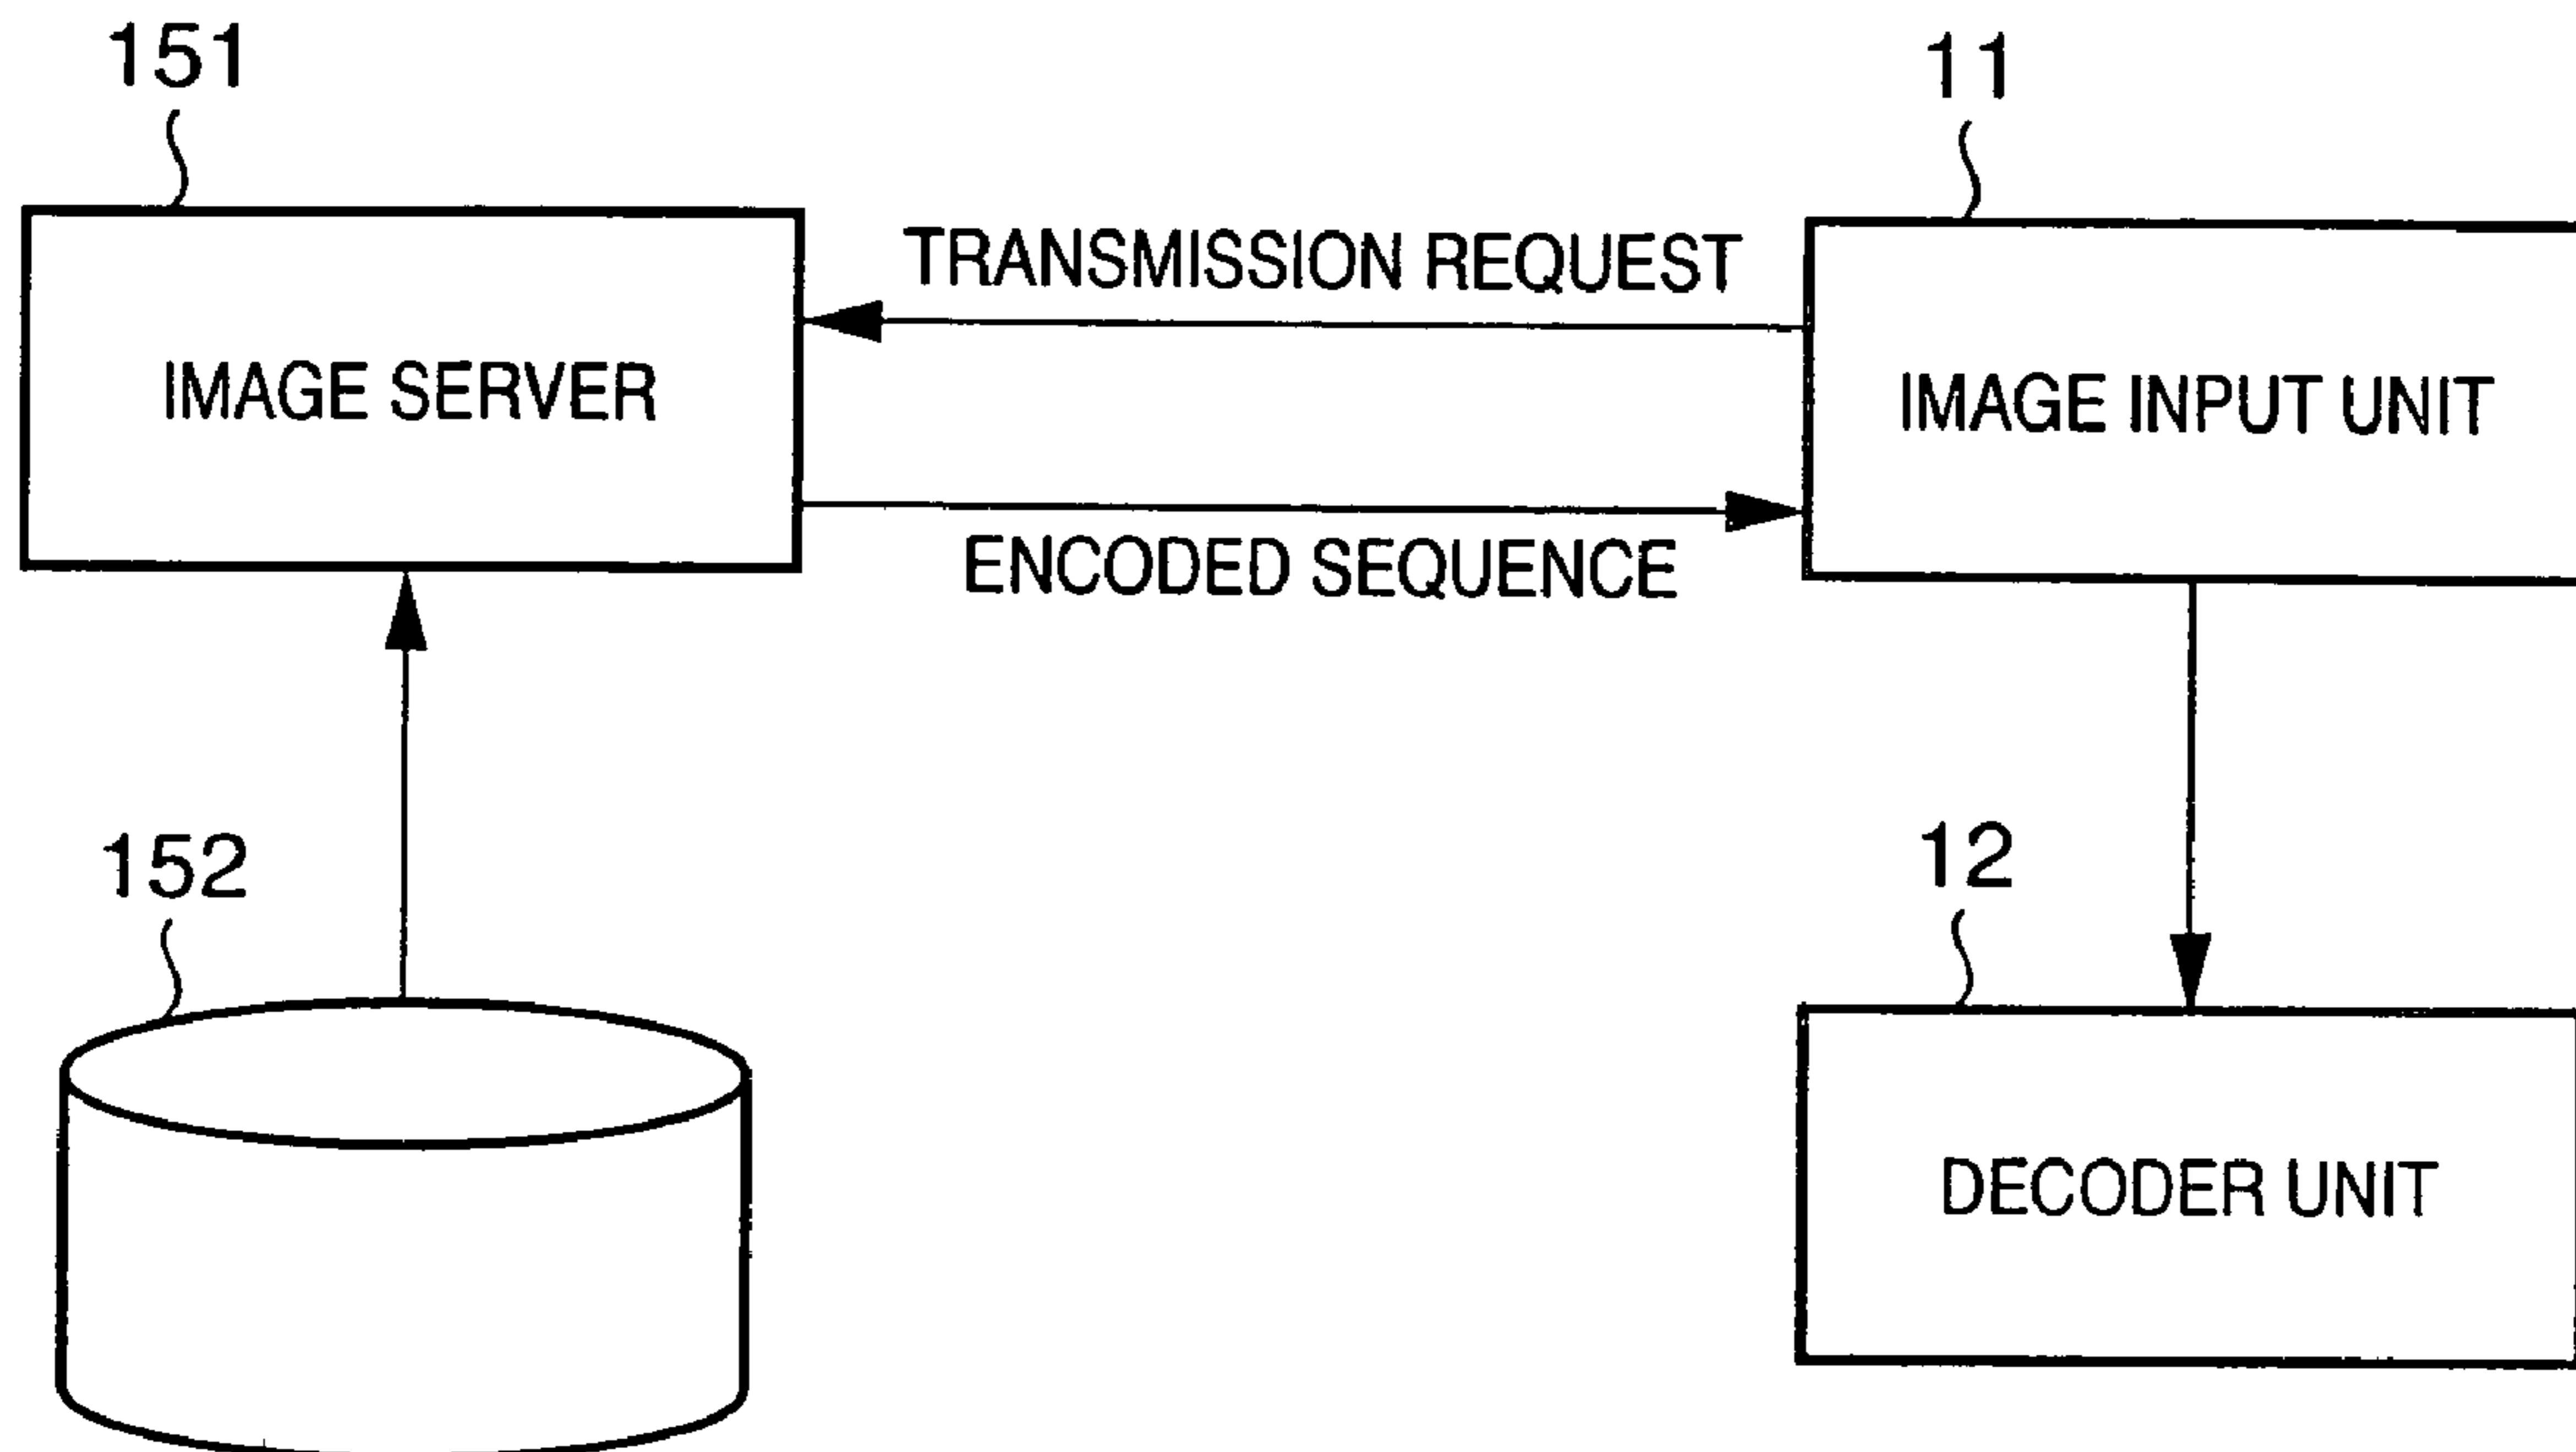 151
11
TRANSMISSION REQUEST
IMAGE SERVER
IMAGE INPUT UNIT
ENCODED SEQUENCE
152
12
DECODER UNIT